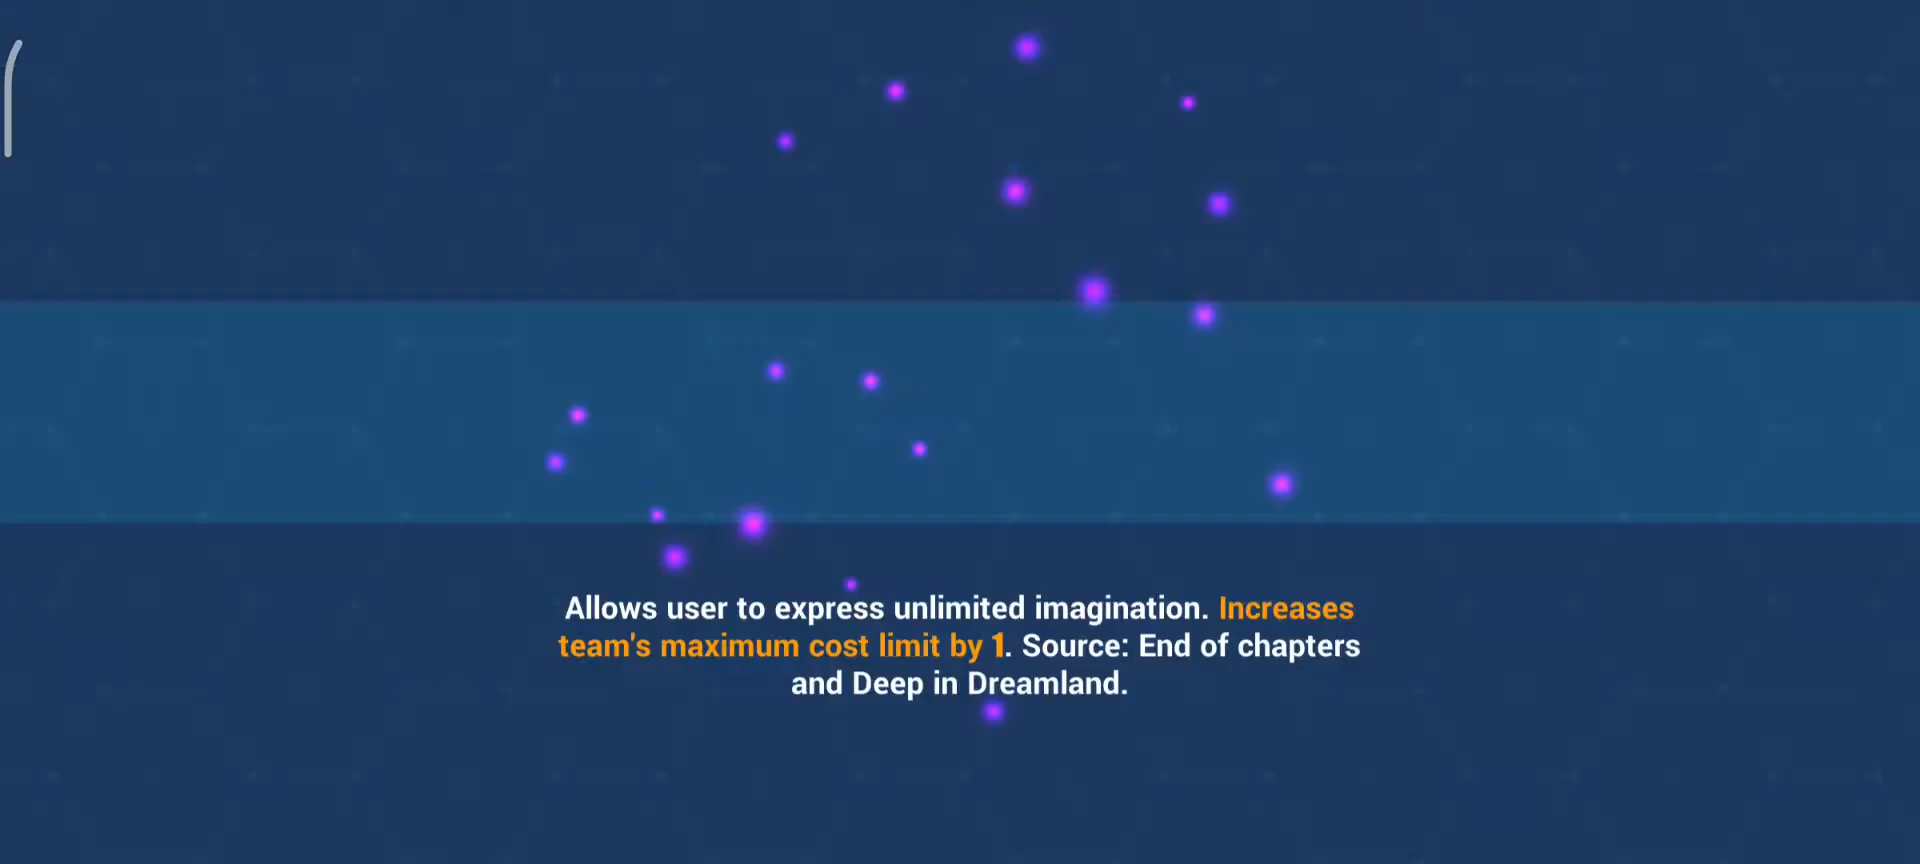 Allows user to express unlimited imagination. Increases
team's maximum cost limit by 1. Source: End of chapters
and Deep in Dreamland.